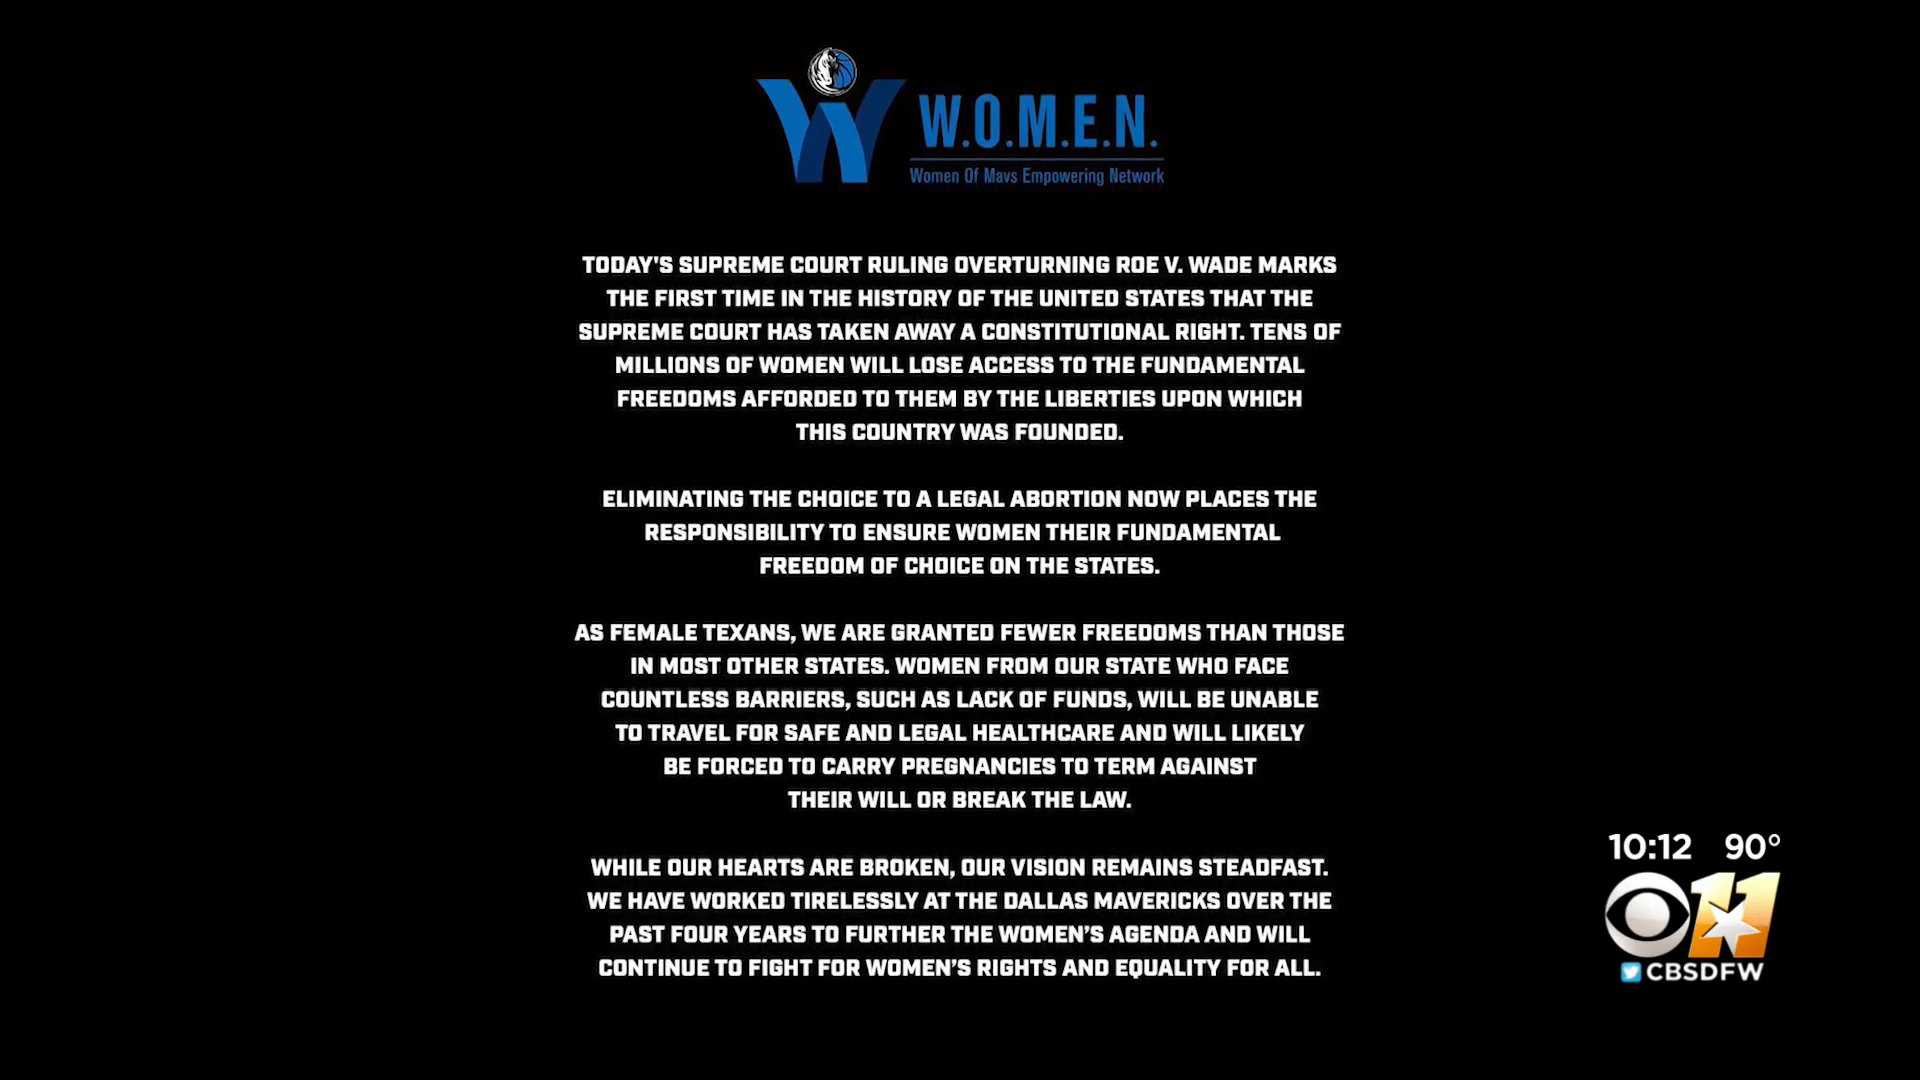 W.O.M.E.N.
Women Of Mavs Empowering Network
TODAY'S SUPREME COURT RULING OVERTURNING ROE V. WADE MARKS
THE FIRST TIME IN THE HISTORY OF THE UNITED STATES THAT THE
SUPREME COURT HAS TAKEN AWAY A CONSTITUTIONAL RIGHT. TENS OF
MILLIONS OF WOMEN WILL LOSE ACCESS TO THE FUNDAMENTAL
FREEDOMS AFFORDED TO THEM BY THE LIBERTIES UPON WHICH
THIS COUNTRY WAS FOUNDED.
ELIMINATING THE CHOICE TO A LEGAL ABORTION NOW PLACES THE
RESPONSIBILITY TO ENSURE WOMEN THEIR FUNDAMENTAL
FREEDOM OF CHOICE ON THE STATES.
AS FEMALE TEXANS, WE ARE GRANTED FEWER FREEDOMS THAN THOSE
IN MOST OTHER STATES. WOMEN FROM OUR STATE WHO FACE
COUNTLESS BARRIERS, SUCH AS LACK OF FUNDS, WILL BE UNABLE
TO TRAVEL FOR SAFE AND LEGAL HEALTHCARE AND WILL LIKELY
BE FORCED TO CARRY PREGNANCIES TO TERM AGAINST
THEIR WILL OR BREAK THE LAW.
WHILE OUR HEARTS ARE BROKEN, OUR VISION REMAINS STEADFAST.
WE HAVE WORKED TIRELESSLY AT THE DALLAS MAVERICKS OVER THE
PAST FOUR YEARS TO FURTHER THE WOMEN’S AGENDA AND WILL
CONTINUE TO FIGHT FOR WOMEN’S RIGHTS AND EQUALITY FOR ALL.
10:12 90°
11
CBSDFW